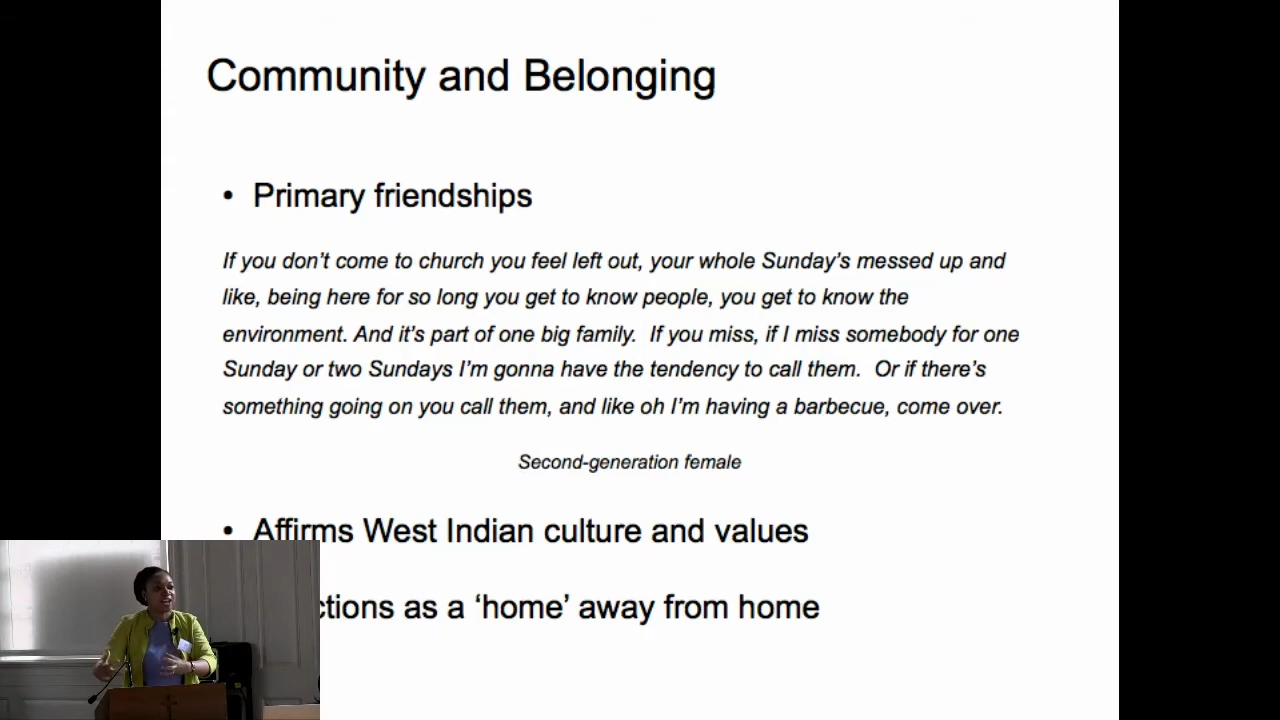 Community and Belonging
• Primary friendships
If you don't come to church you feel left out, your whole Sunday's messed up and
like, being here for so long you get to know people, you get to know the
environment. And it's part of one big family.  If you miss, if I miss somebody for one
Sunday or two Sundays I'm gonna have the tendency to call them.  Or if there's
something going on you call them, and like oh I'm having a barbecue, come over.
Second-generation female
• Affirms West Indian culture and values
ctions as a ‘home’ away from home